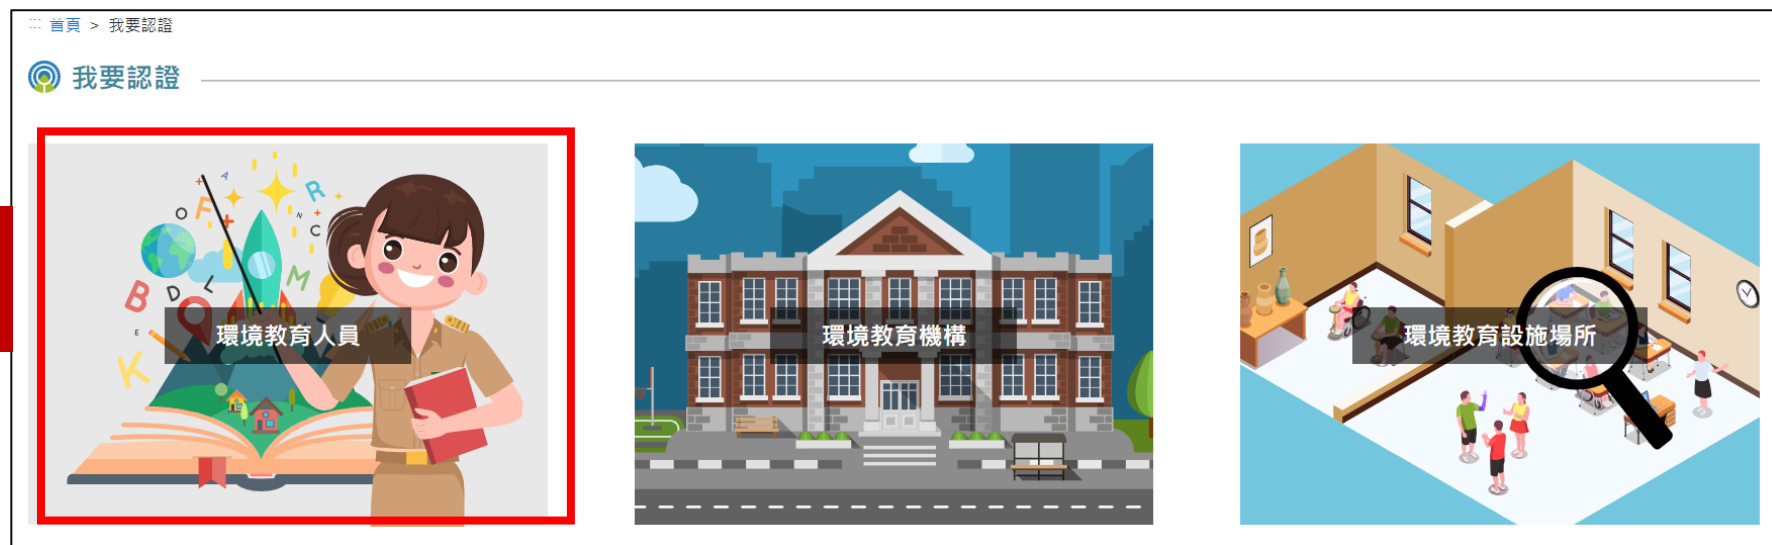 ::: 首頁 > 我要認證
我要認證
環境教育人員
環境教育機構
環境教育設施場所
A
R
O
F
N
C
B
D
L
M
E
K